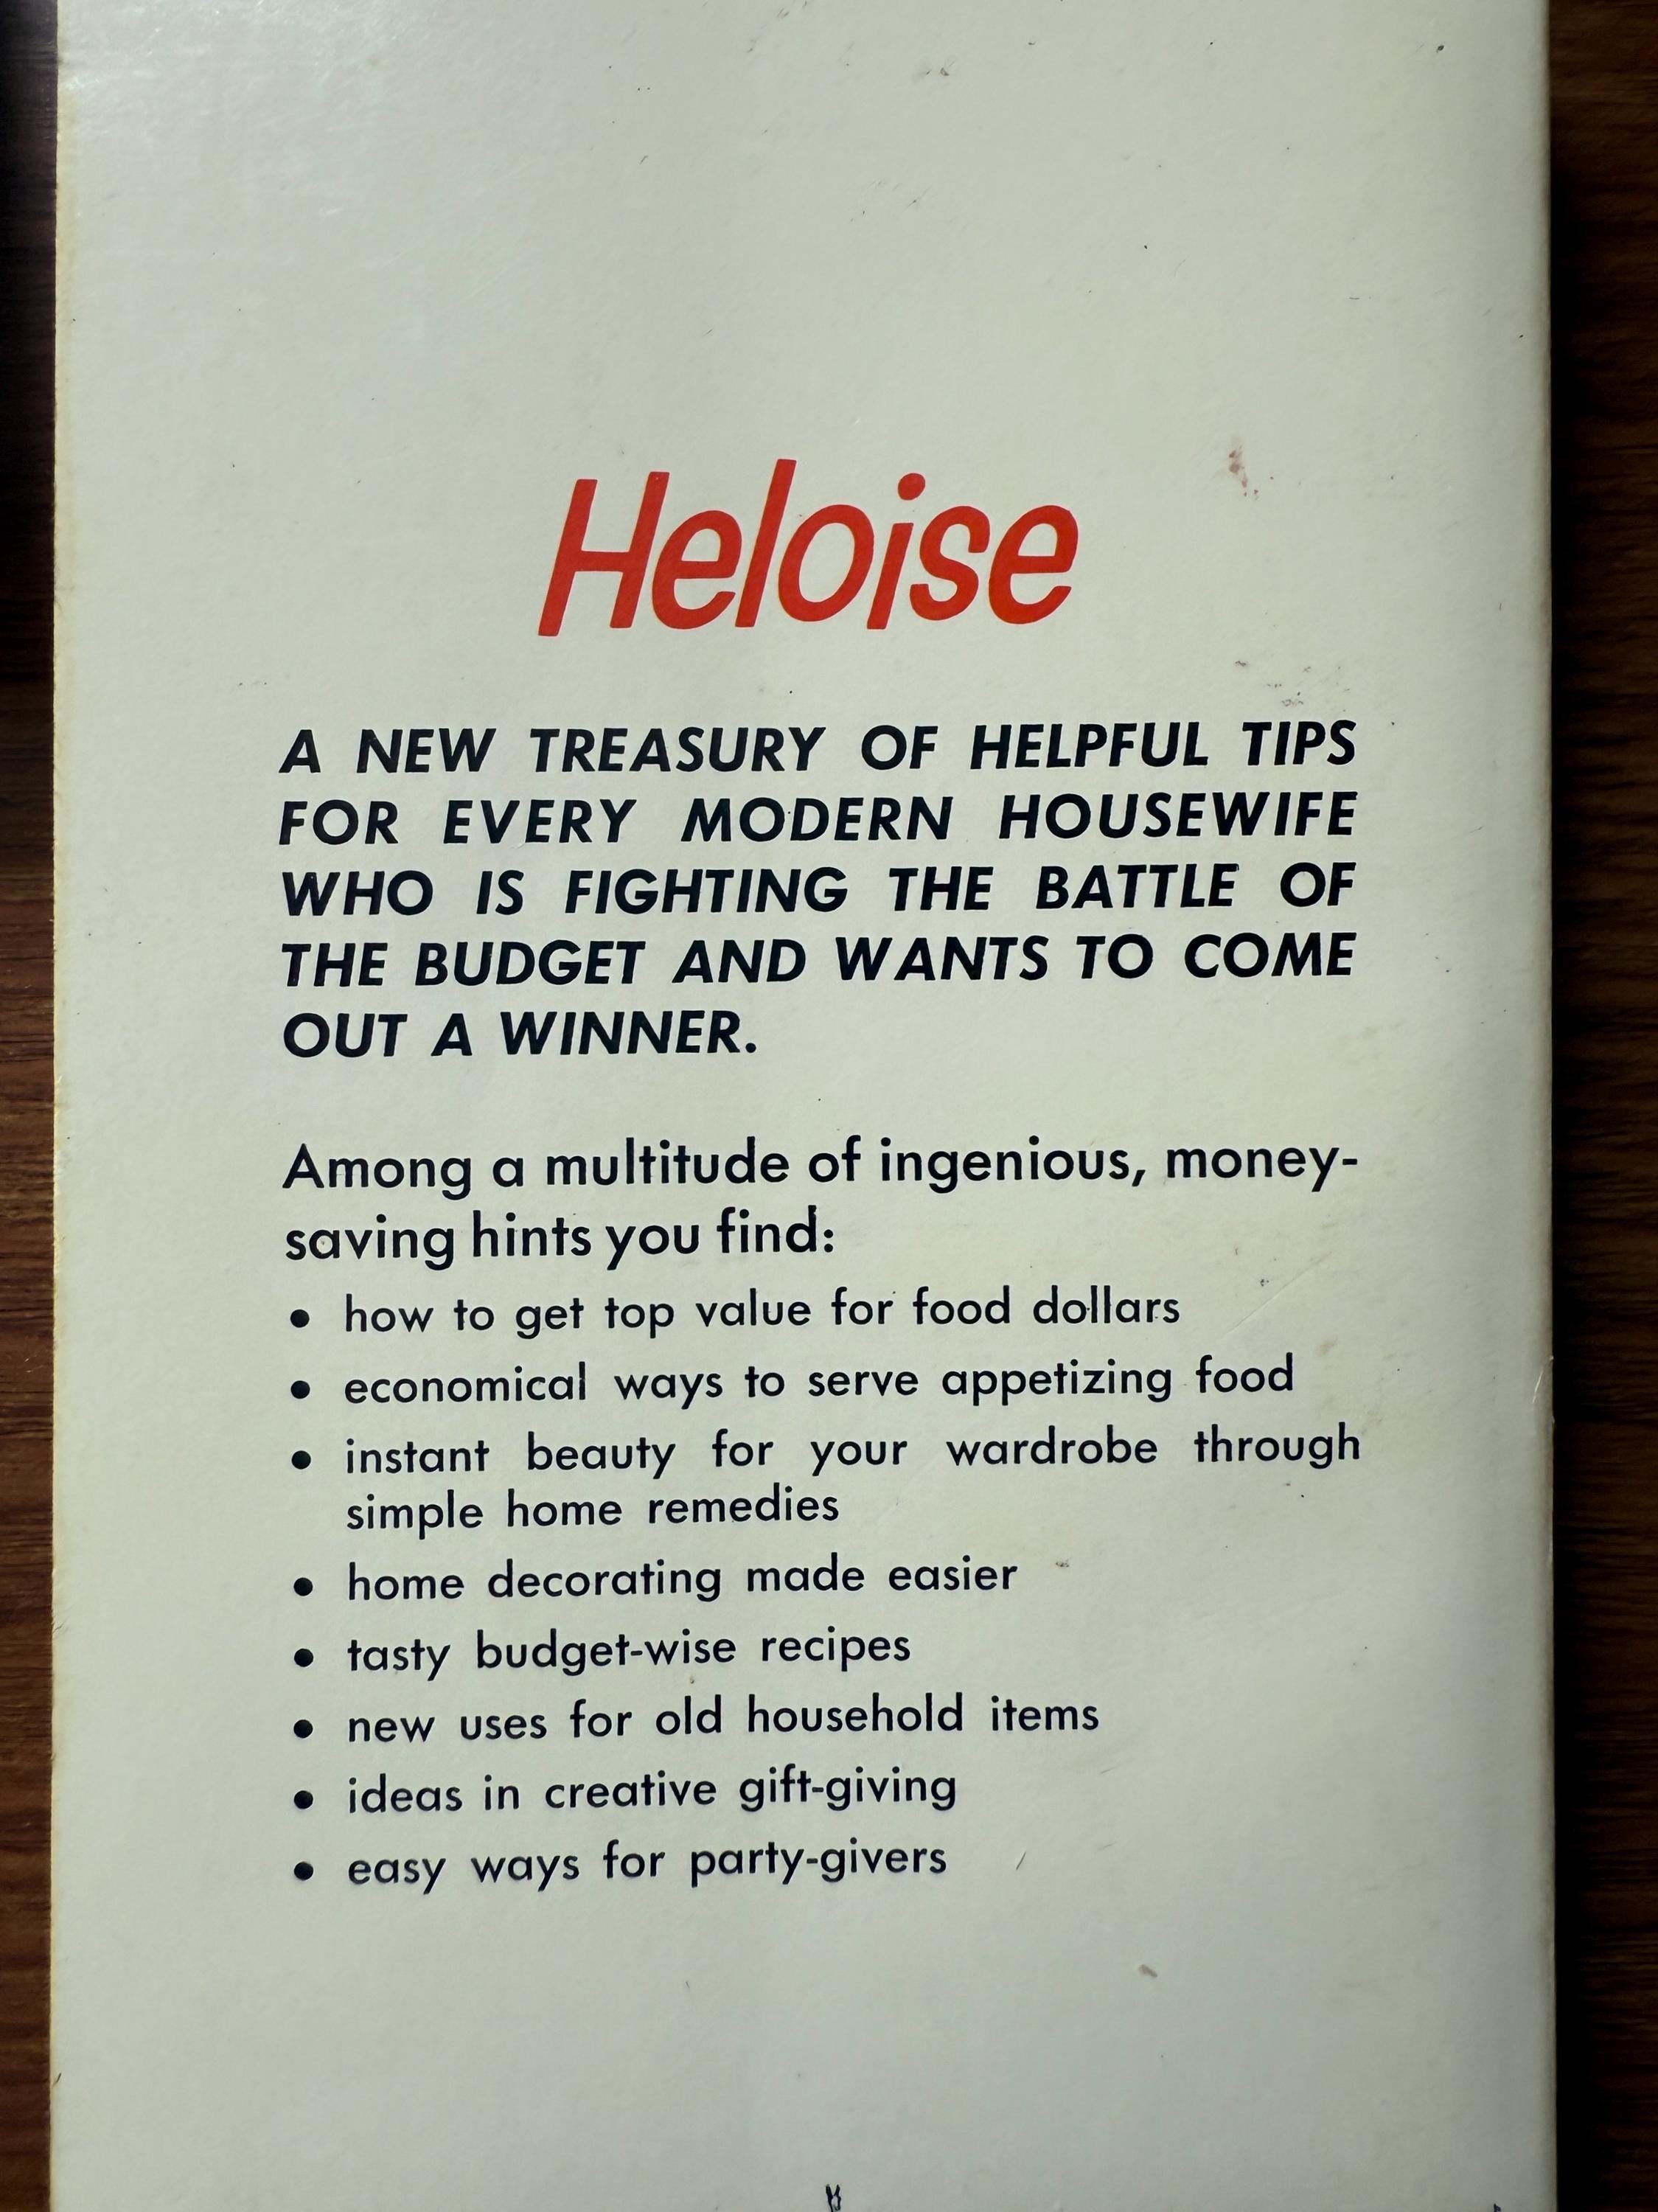 Heloise
A NEW TREASURY OF HELPFUL TIPS
FOR EVERY MODERN HOUSEWIFE
WHO IS FIGHTING THE BATTLE OF
THE BUDGET AND WANTS TO COME
OUT A WINNER.
Among a multitude of ingenious, money-
saving hints you find:
• how to get top value for food dollars
• economical ways to serve appetizing food
• instant beauty for your wardrobe through
simple home remedies
• home decorating made easier
• tasty budget-wise recipes
• new uses for old household items
• ideas in creative gift-giving
• easy ways for party-givers